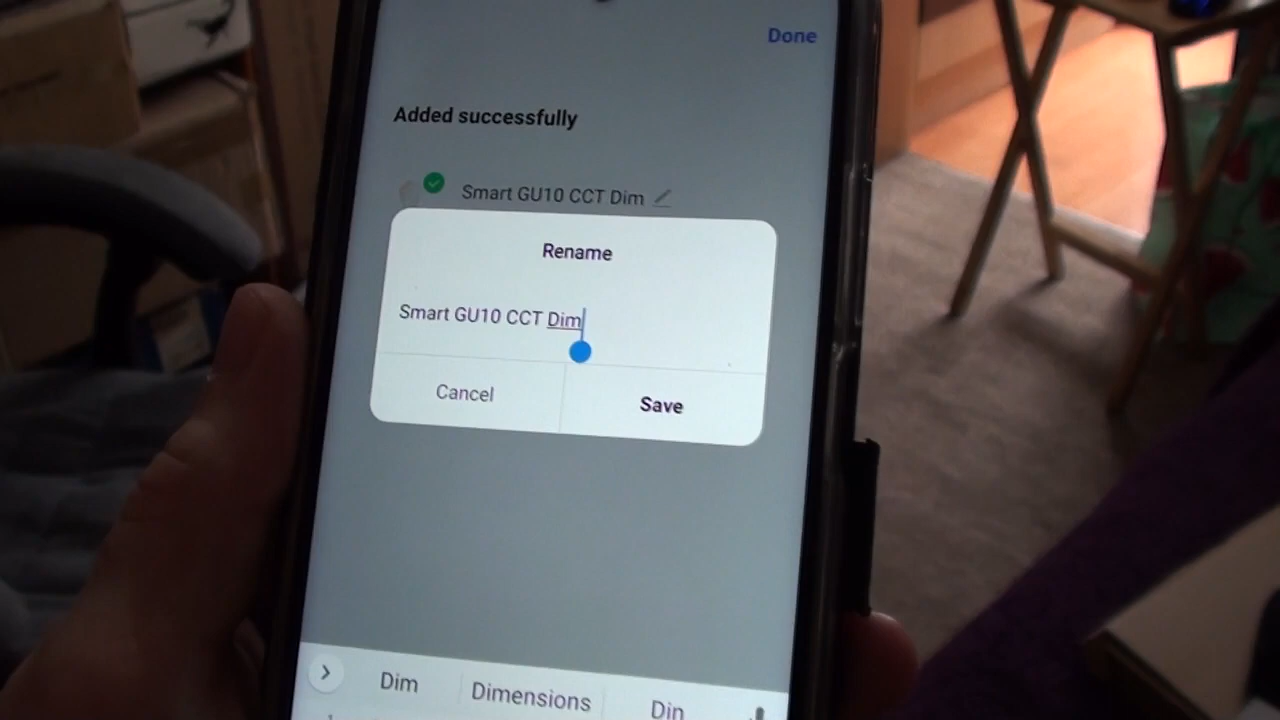 Done
Added successfully
Smart GU10 CCT Dim
Rename
Smart GU10 CCT Dim
Cancel Save
Dim Dimensions Din